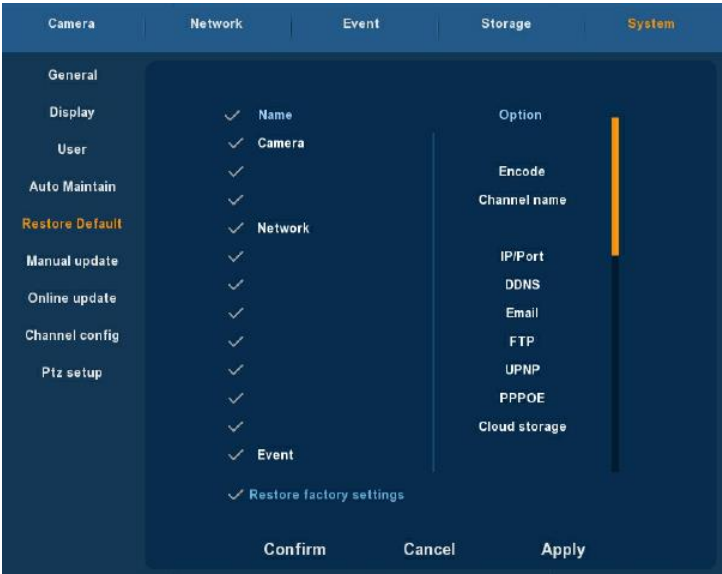 Camera Network Event Storage System
General
Display
User
Auto Maintain
Restore Default
Manual update
Online update
Channel config
Ptz setup
Name Option
Camera
Encode
Channel name
Network
IP/Port
DDNS
Email
FTP
UPNP
PPPOE
Cloud storage
Event
Restore factory settings
Confirm Cancel Apply